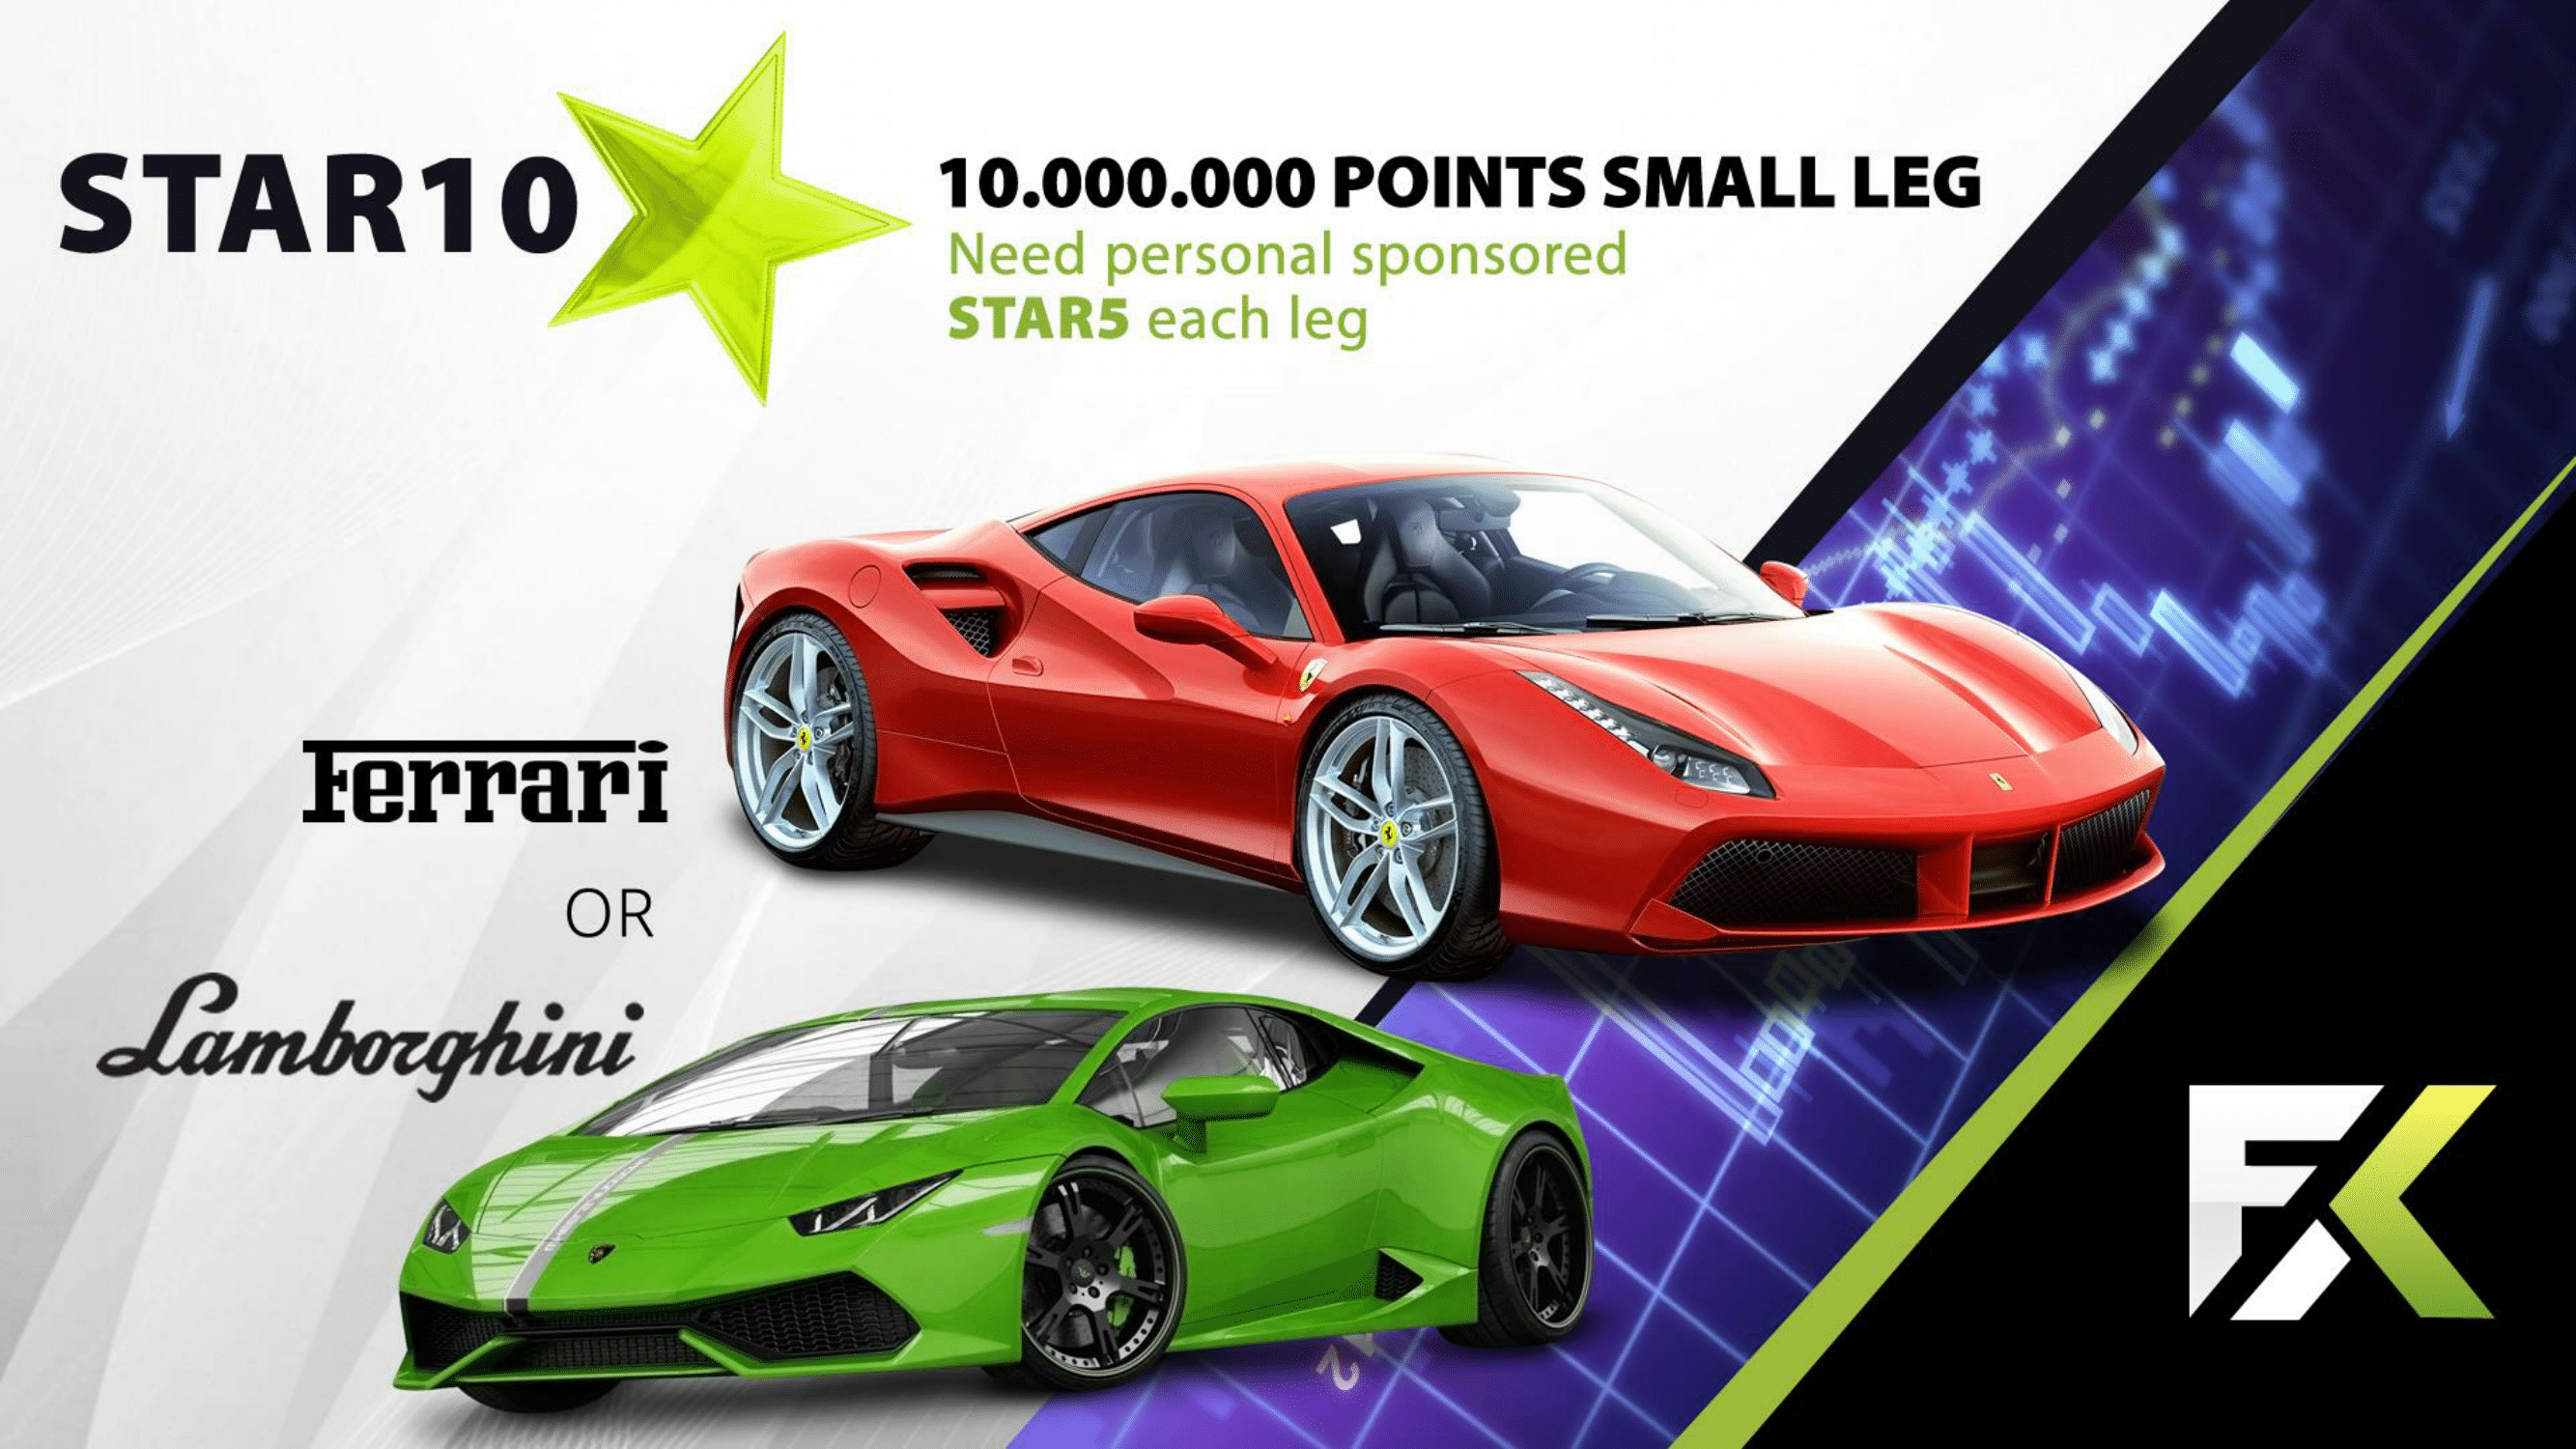 STAR10
10.000.000 POINTS SMALL LEG
Need personal sponsored
STAR5 each leg
Ferrari
OR
Lamborghini
FX